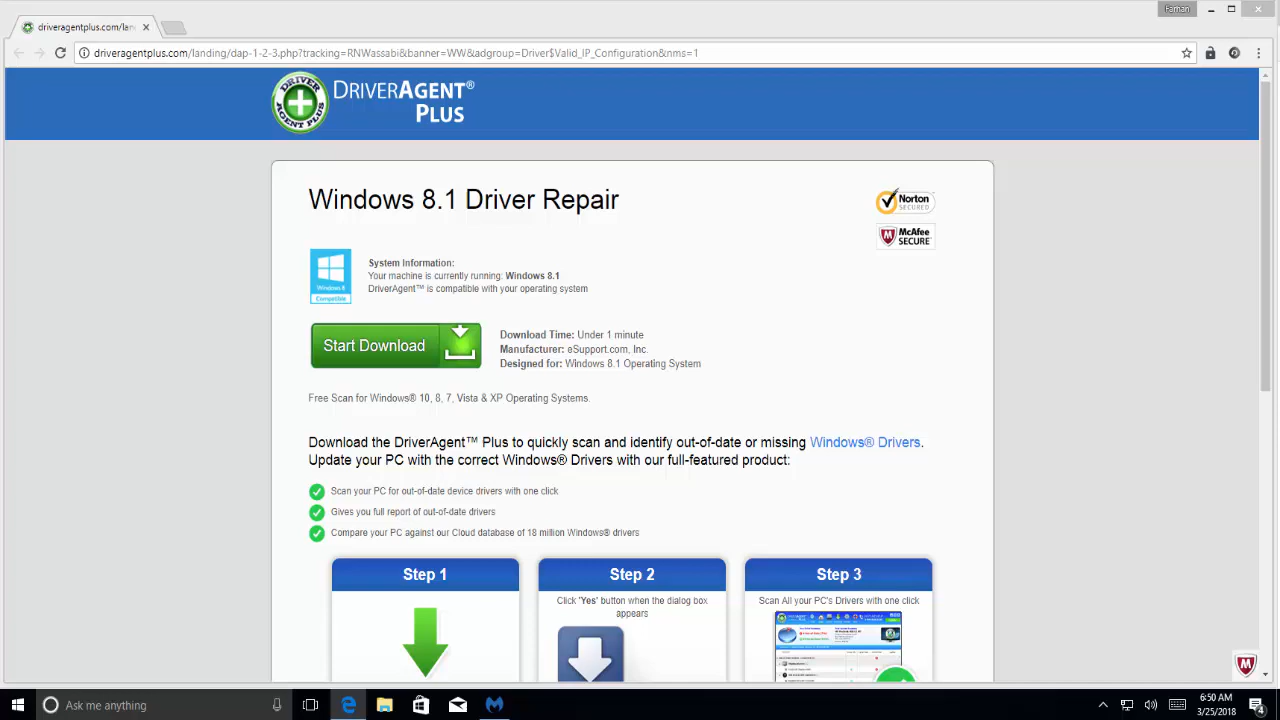 Faman
driveragentplus.com/lan
driveragentplus.com/landing/dap-1-2-3.php?tracking=RNWassabi&banner=WW&adgroup=Driver$Valid_IP_Configuration&nms=1
DRIVER AGENT PLUS
DRIVERAGENT®
PLUS
Windows 8.1 Driver Repair
Norton
SECURED
McAfee
SECURE
System Information:
Your machine is currently running: Windows 8.1
DriverAgent™ is compatible with your operating system
Windows 8
Compatible
Start Download
Download Time: Under 1 minute
Manufacturer: eSupport.com, Inc.
Designed for: Windows 8.1 Operating System
Free Scan for Windows® 10, 8, 7, Vista & XP Operating Systems.
Download the DriverAgent™ Plus to quickly scan and identify out-of-date or missing Windows® Drivers.
Update your PC with the correct Windows® Drivers with our full-featured product:
Scan your PC for out-of-date device drivers with one click
Gives you full report of out-of-date drivers
Compare your PC against our Cloud database of 18 million Windows® drivers
Step 1
Step 2
Step 3
Click 'Yes' button when the dialog box
appears
Scan All your PC's Drivers with one click
Ask me anything
6:50 AM
3/25/2018
4